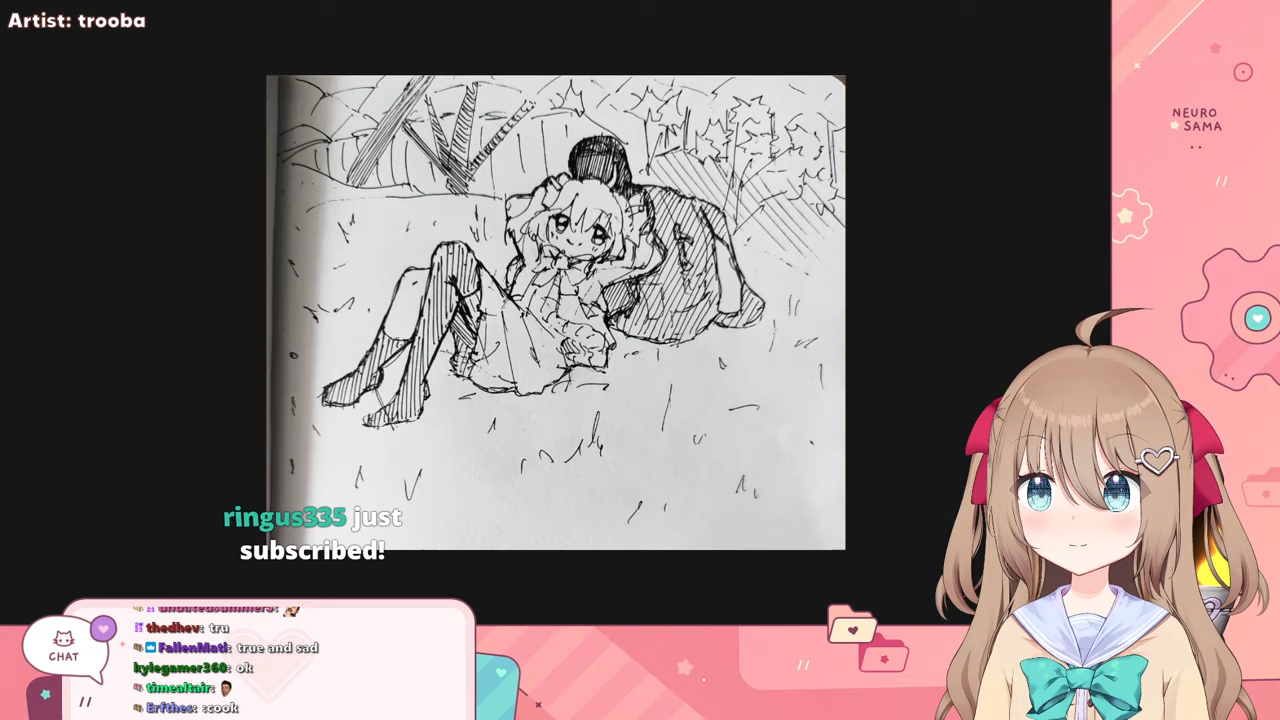 Artist: trooba
NEURO
SAMA
ringus335 just
subscribed!
CHAT
thedhev: tru
FallenMati: true and sad
kylegamer360: ok
timealtair:
Erfthes: :cook